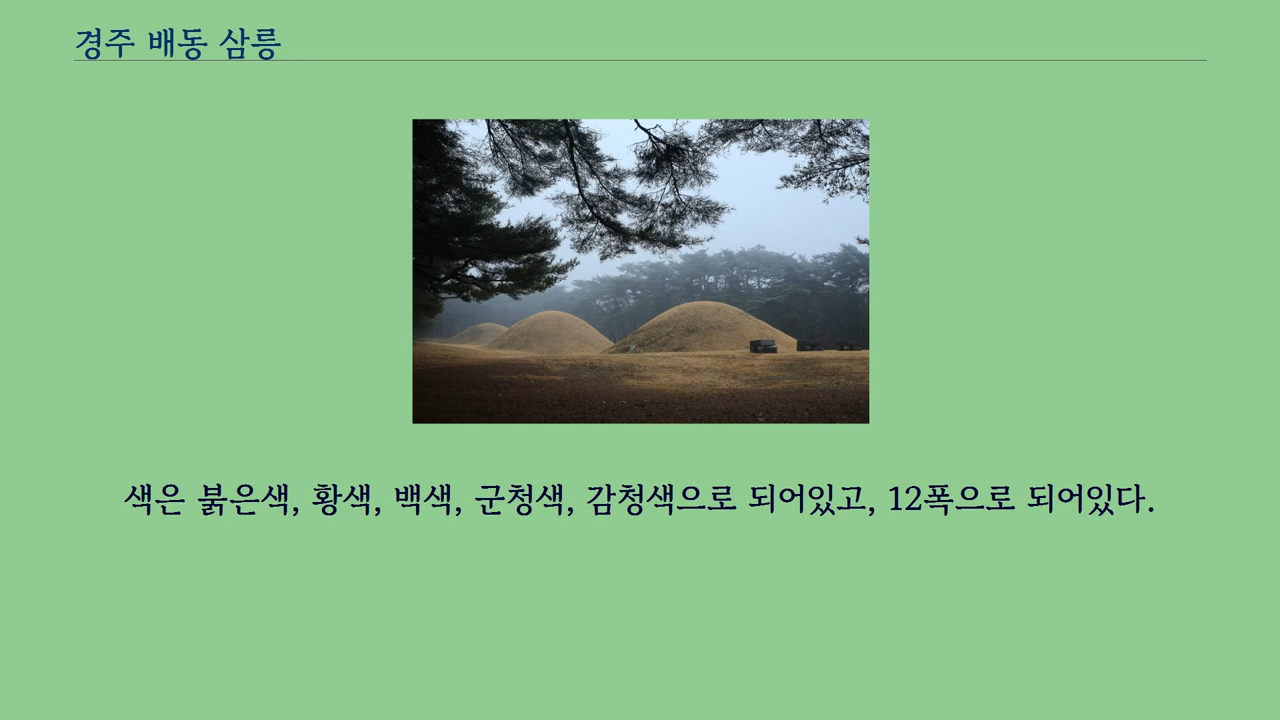 경주 배동 삼릉
색은 붉은색, 황색, 백색, 군청색, 감청색으로 되어있고, 12폭으로 되어있다.